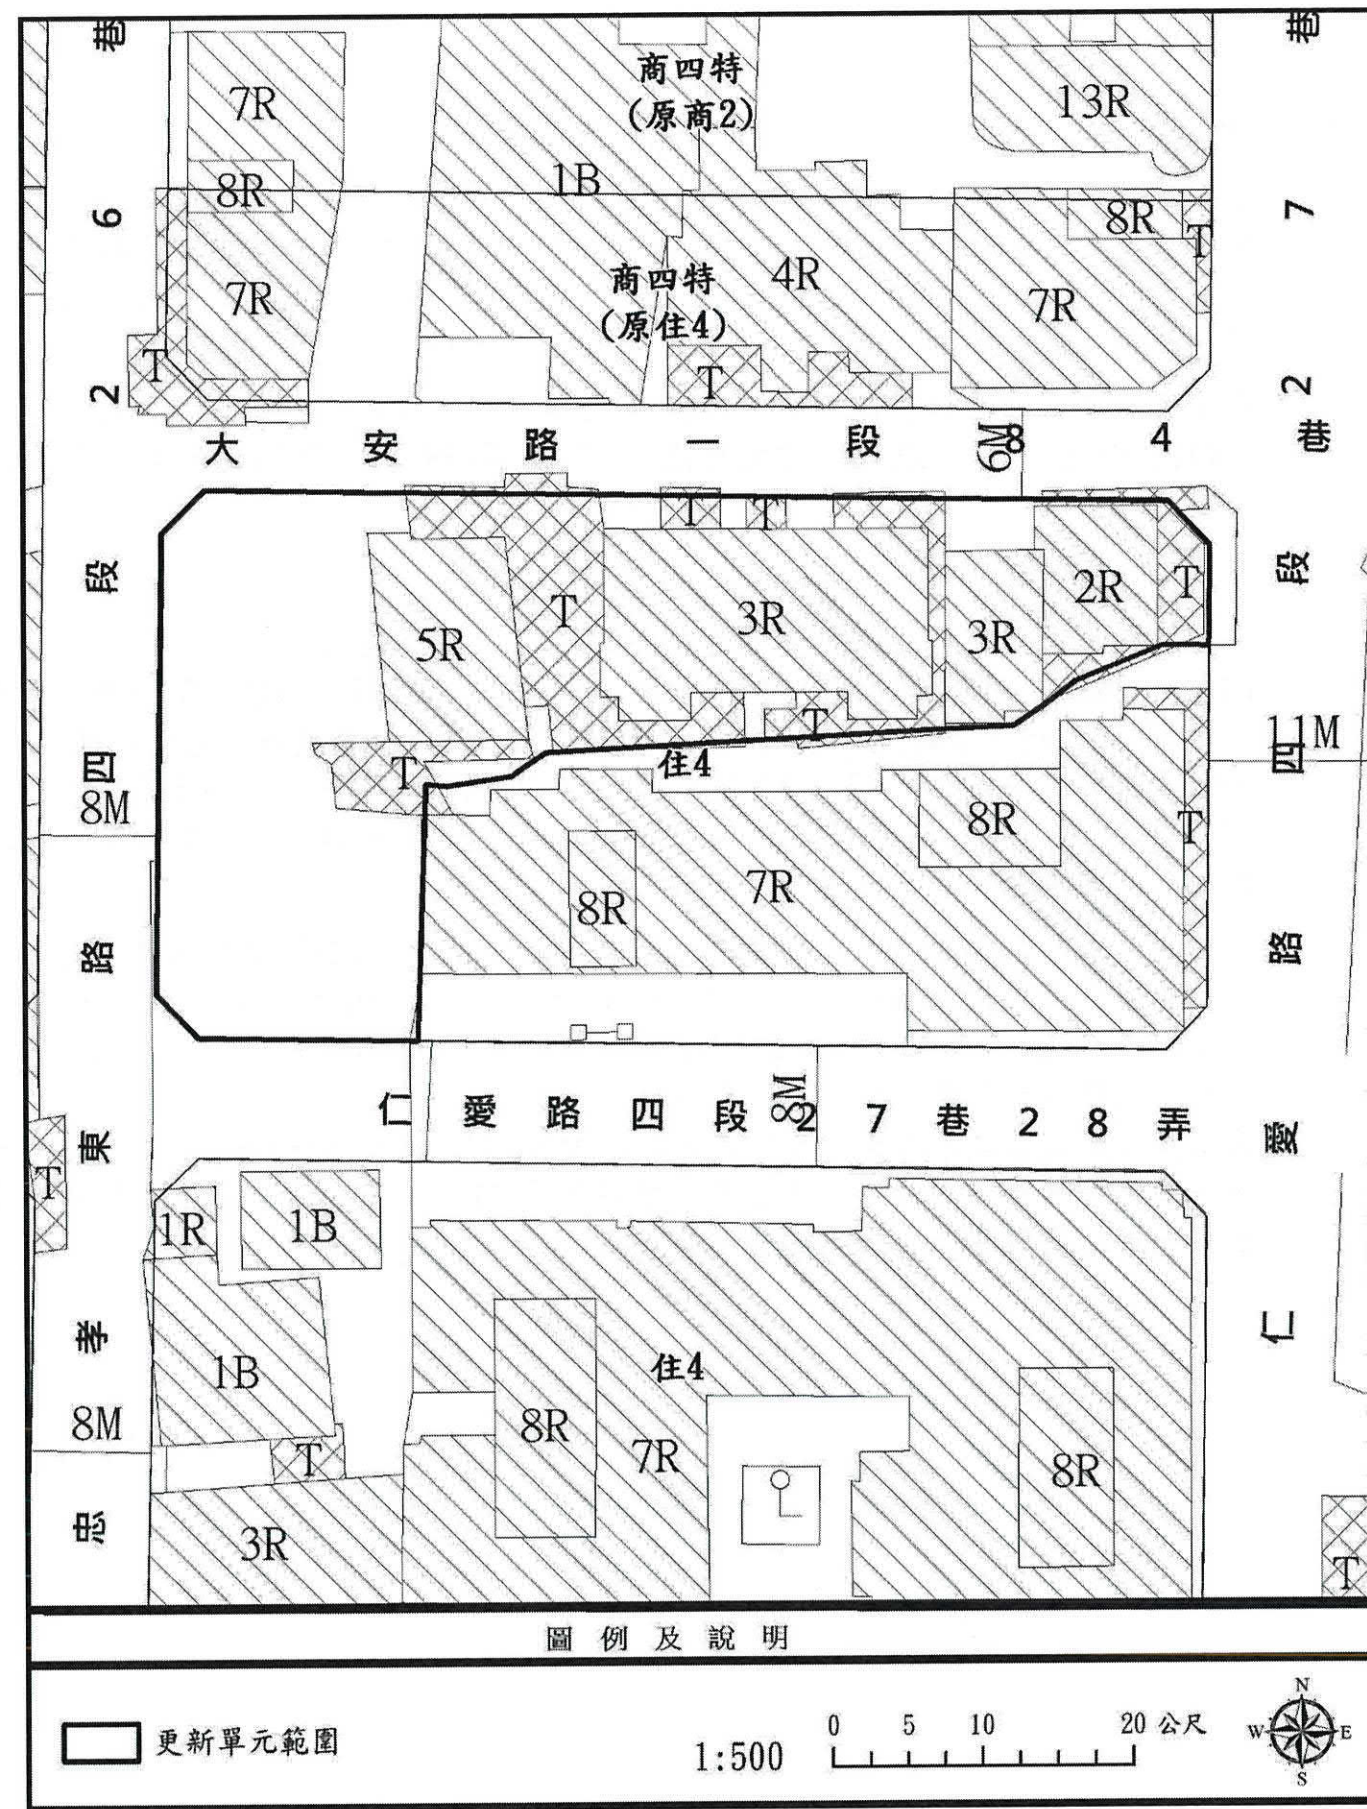 巷 商四特 巷
7R (原商2) 13R
8R 1B 8R T
6 7
7R 商四特 4R 7R
(原住4)
T T
2 2
大安路一段84巷
6M
T T
段 2R T 段
5R T 3R 3R
T
四 T 住4 11M 四
8M
8R T
8R 7R
路 路
8M
仁愛路四段27巷28弄
東 愛
T
1R 1B
孝 仁
1B 住4
8M 8R 7R 8R
T
忠 3R T
圖例及說明
更新單元範圍
1:500
0 5 10 20 公尺
N
W E
S